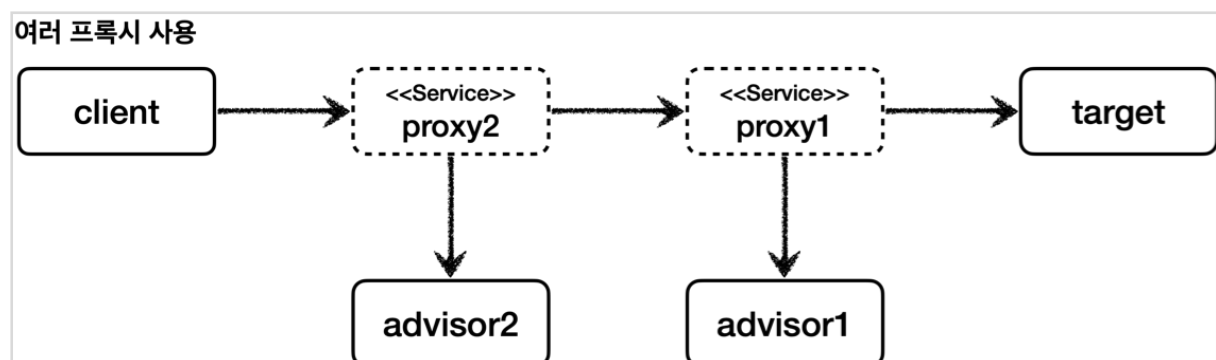 여러 프록시 사용
client
<<Service>>
proxy2
<<Service>>
proxy1
target
advisor2
advisor1